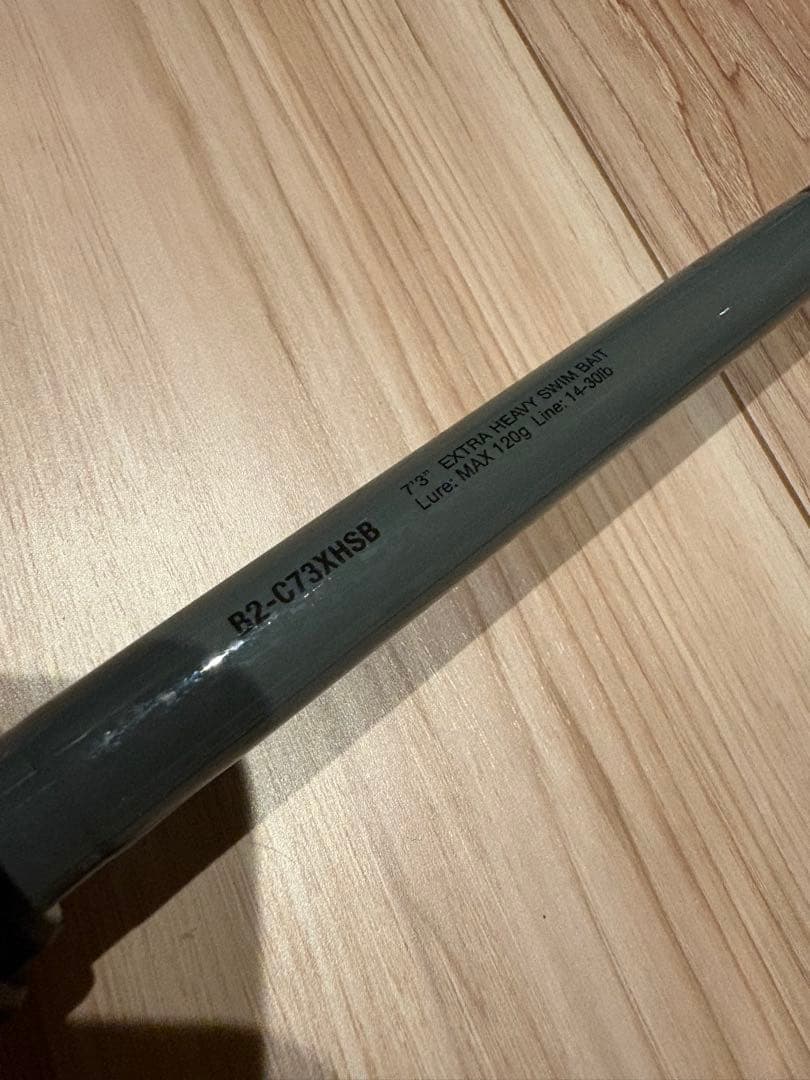 B2-C73XHSB
7'3" EXTRA HEAVY SWIM BAIT
Lure: MAX 120g Line: 14-30lb